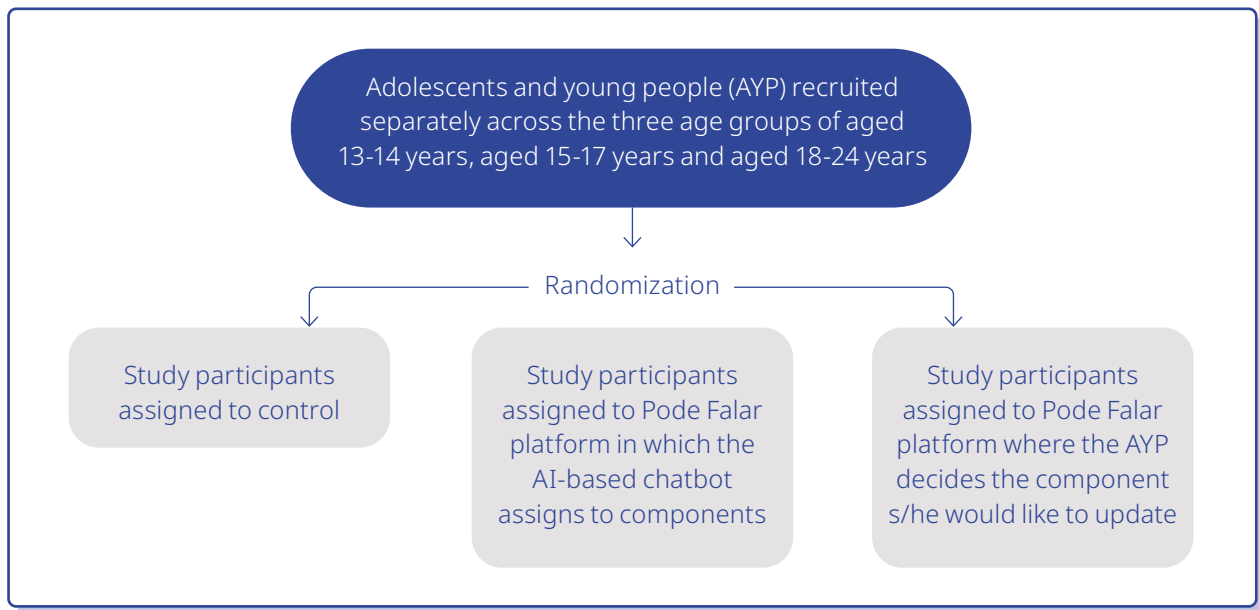 Adolescents and young people (AYP) recruited
separately across the three age groups of aged
13-14 years, aged 15-17 years and aged 18-24 years
Randomization
Study participants
assigned to control
Study participants
assigned to Pode Falar
platform in which the
AI-based chatbot
assigns to components
Study participants
assigned to Pode Falar
platform where the AYP
decides the component
s/he would like to update